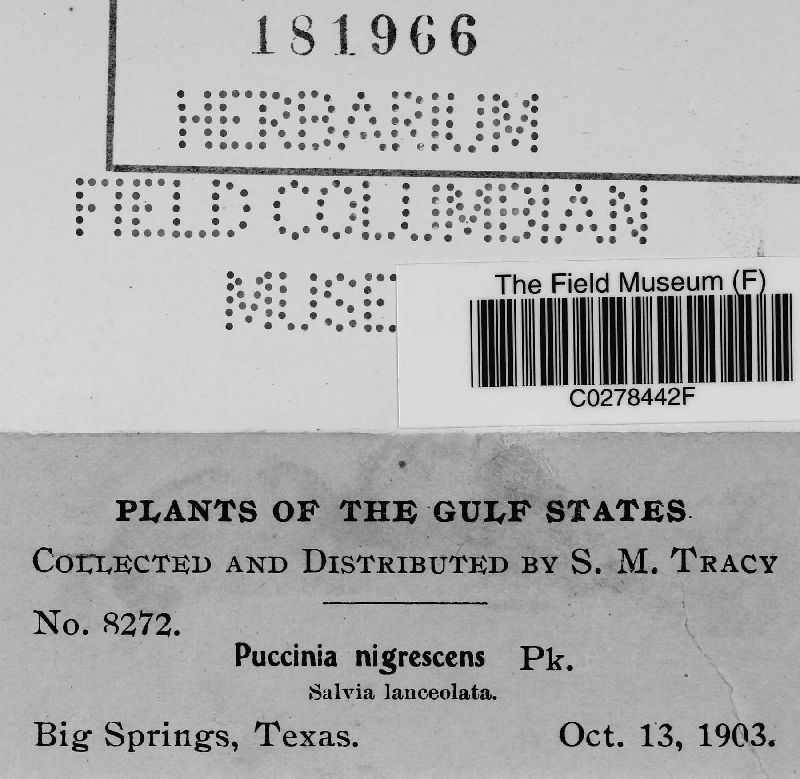 181966
HERBARIUM
FIELD COLUMBIAN
MUSE
The Field Museum (F)
C0278442F
PLANTS OF THE GULF STATES.
COLLECTED AND DISTRIBUTED BY S. M. TRACY
No. 8272.
Puccinia nigrescens Pk.
Salvia lanceolata.
Big Springs, Texas. Oct. 13, 1903.